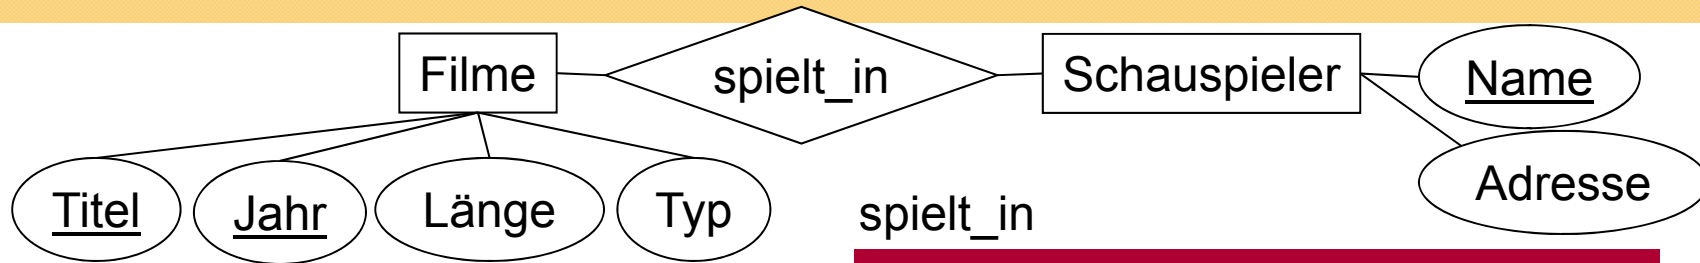 Filme spielt_in Schauspieler Name
Titel Jahr Länge Typ Adresse
spielt_in